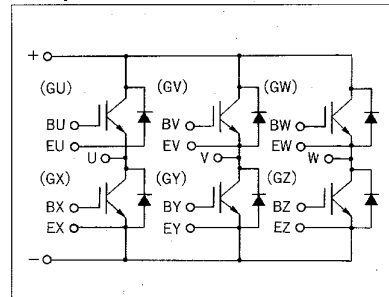 +
(GU) (GV) (GW)
BU BV BW
EU EV EW
U V W
(GX) (GY) (GZ)
BX BY BZ
EX EY EZ
−